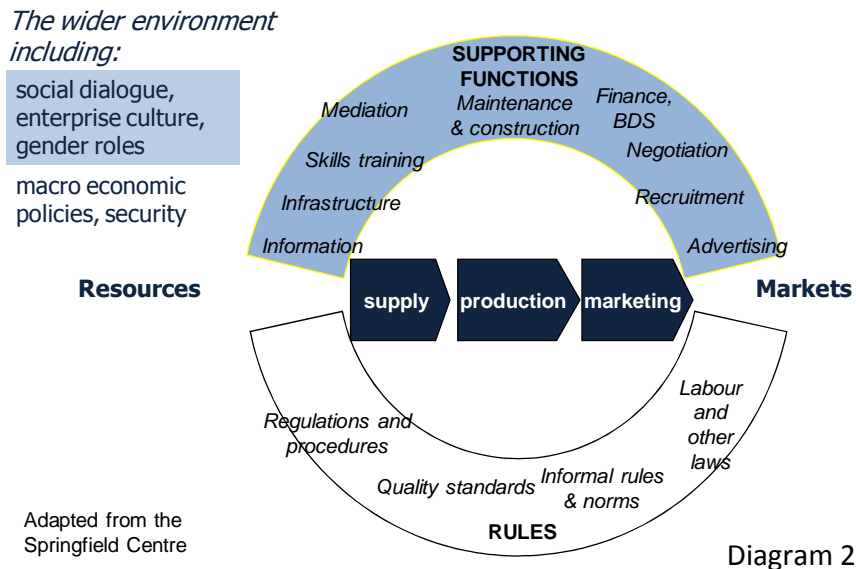 The wider environment
including:
social dialogue,
enterprise culture,
gender roles
macro economic
policies, security
SUPPORTING
FUNCTIONS
Maintenance
& construction
Mediation
Skills training
Infrastructure
Information
Finance,
BDS
Negotiation
Recruitment
Advertising
Resources
supply
production
marketing
Markets
Regulations and
procedures
Quality standards
Informal rules
& norms
Labour
and
other
laws
RULES
Adapted from the
Springfield Centre
Diagram 2